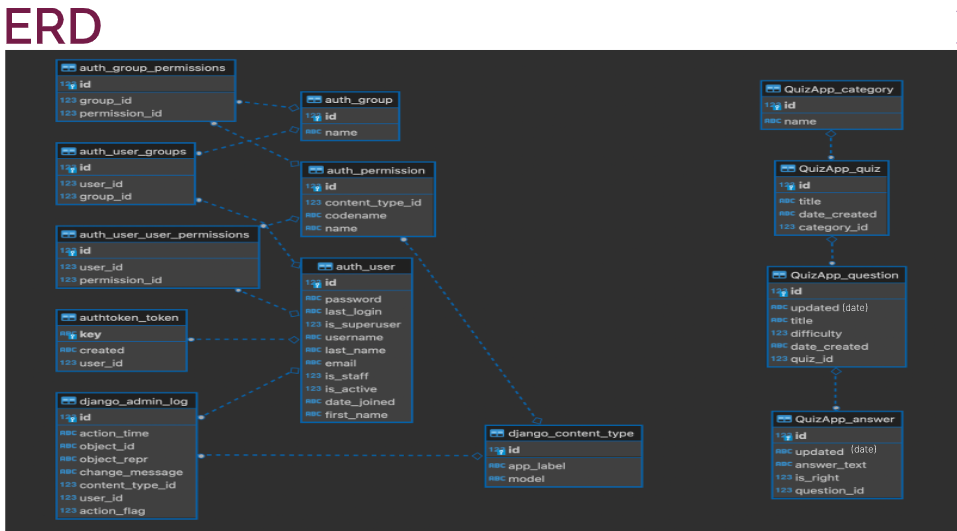 ERD
auth_group_permissions
123 id
123 group_id
123 permission_id
auth_user_groups
123 id
123 user_id
123 group_id
auth_user_user_permissions
123 id
123 user_id
123 permission_id
authtoken_token
ABC key
ABC created
123 user_id
django_admin_log
123 id
ABC action_time
ABC object_id
ABC object_repr
ABC change_message
123 content_type_id
123 user_id
123 action_flag
auth_group
123 id
ABC name
auth_permission
123 id
123 content_type_id
ABC codename
ABC name
auth_user
123 id
ABC password
ABC last_login
123 is_superuser
ABC username
ABC last_name
ABC email
123 is_staff
123 is_active
ABC date_joined
ABC first_name
django_content_type
123 id
ABC app_label
ABC model
QuizApp_category
123 id
ABC name
QuizApp_quiz
123 id
ABC title
ABC date_created
123 category_id
QuizApp_question
123 id
ABC updated (date)
ABC title
123 difficulty
ABC date_created
123 quiz_id
QuizApp_answer
123 id
ABC updated (date)
ABC answer_text
123 is_right
123 question_id